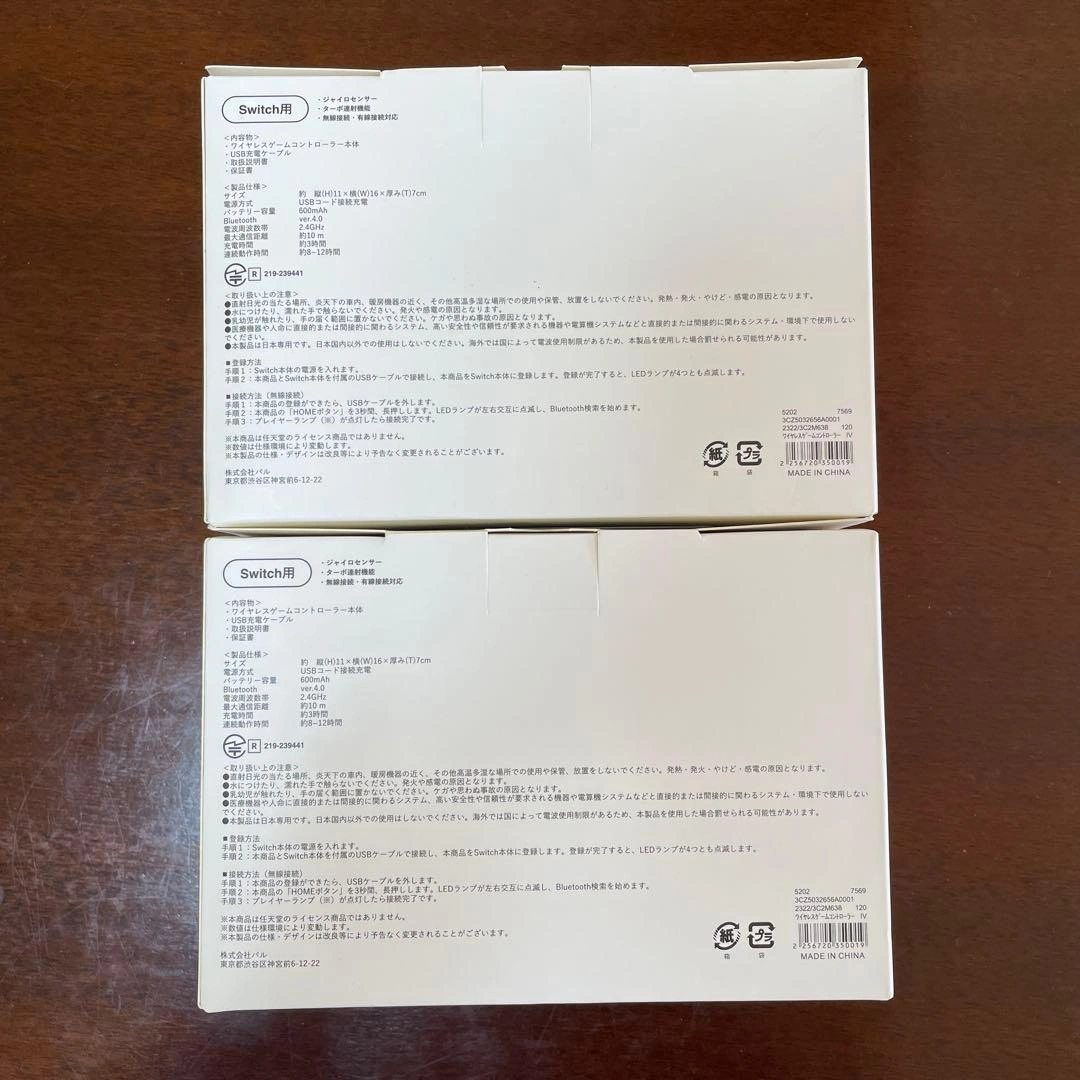 Switch用
・ジャイロセンサー
・ターボ連射機能
・無線接続・有線接続対応
＜内容物＞
・ワイヤレスゲームコントローラー本体
・USB充電ケーブル
・取扱説明書
・保証書
＜製品仕様＞
サイズ 約 縦(H)11×横(W)16×厚み(T)7cm
電源方式 USBコード接続充電
バッテリー容量 600mAh
Bluetooth ver.4.0
電波周波数帯 2.4GHz
最大通信距離 約10 m
充電時間 約3時間
連続動作時間 約8~12時間
R 219-239441
＜取り扱い上の注意＞
●直射日光の当たる場所、炎天下の車内、暖房機器の近く、その他高温多湿な場所での使用や保管、放置をしないでください。発熱・発火・やけど・感電の原因となります。
●水につけたり、濡れた手で触らないでください。発火や感電の原因となります。
●乳幼児が触れたり、手の届く範囲に置かないでください。ケガや思わぬ事故の原因となります。
●医療機器や人命に直接的または間接的に関わるシステム、高い安全性や信頼性が要求される機器や電算機システムなどと直接的または間接的に関わるシステム・環境下で使用しない
でください。
●本製品は日本専用です。日本国内以外での使用はしないでください。海外では国によって電波使用制限があるため、本製品を使用した場合罰せられる可能性があります。
■登録方法
手順1：Switch本体の電源を入れます。
手順2：本商品とSwitch本体を付属のUSBケーブルで接続し、本商品をSwitch本体に登録します。登録が完了すると、LEDランプが4つとも点滅します。
■接続方法（無線接続）
手順1：本商品の登録ができたら、USBケーブルを外します。
手順2：本商品の「HOMEボタン」を3秒間、長押しします。LEDランプが左右交互に点滅し、Bluetooth検索を始めます。
手順3：プレイヤーランプ（※）が点灯したら接続完了です。
※本商品は任天堂のライセンス商品ではありません。
※数値は仕様環境により変動します。
※本製品の仕様・デザインは改良等により予告なく変更されることがございます。
株式会社パル
東京都渋谷区神宮前6-12-22
紙
箱
プラ
袋
5202 7569
3CZ5032656A0001
2322/3C2M638 120
ワイヤレスゲームコントローラー IV
2 256720 350019
MADE IN CHINA
Switch用
・ジャイロセンサー
・ターボ連射機能
・無線接続・有線接続対応
＜内容物＞
・ワイヤレスゲームコントローラー本体
・USB充電ケーブル
・取扱説明書
・保証書
＜製品仕様＞
サイズ 約 縦(H)11×横(W)16×厚み(T)7cm
電源方式 USBコード接続充電
バッテリー容量 600mAh
Bluetooth ver.4.0
電波周波数帯 2.4GHz
最大通信距離 約10 m
充電時間 約3時間
連続動作時間 約8~12時間
R 219-239441
＜取り扱い上の注意＞
●直射日光の当たる場所、炎天下の車内、暖房機器の近く、その他高温多湿な場所での使用や保管、放置をしないでください。発熱・発火・やけど・感電の原因となります。
●水につけたり、濡れた手で触らないでください。発火や感電の原因となります。
●乳幼児が触れたり、手の届く範囲に置かないでください。ケガや思わぬ事故の原因となります。
●医療機器や人命に直接的または間接的に関わるシステム、高い安全性や信頼性が要求される機器や電算機システムなどと直接的または間接的に関わるシステム・環境下で使用しない
でください。
●本製品は日本専用です。日本国内以外での使用はしないでください。海外では国によって電波使用制限があるため、本製品を使用した場合罰せられる可能性があります。
■登録方法
手順1：Switch本体の電源を入れます。
手順2：本商品とSwitch本体を付属のUSBケーブルで接続し、本商品をSwitch本体に登録します。登録が完了すると、LEDランプが4つとも点滅します。
■接続方法（無線接続）
手順1：本商品の登録ができたら、USBケーブルを外します。
手順2：本商品の「HOMEボタン」を3秒間、長押しします。LEDランプが左右交互に点滅し、Bluetooth検索を始めます。
手順3：プレイヤーランプ（※）が点灯したら接続完了です。
※本商品は任天堂のライセンス商品ではありません。
※数値は仕様環境により変動します。
※本製品の仕様・デザインは改良等により予告なく変更されることがございます。
株式会社パル
東京都渋谷区神宮前6-12-22
紙
箱
プラ
袋
5202 7569
3CZ5032656A0001
2322/3C2M638 120
ワイヤレスゲームコントローラー IV
2 256720 350019
MADE IN CHINA